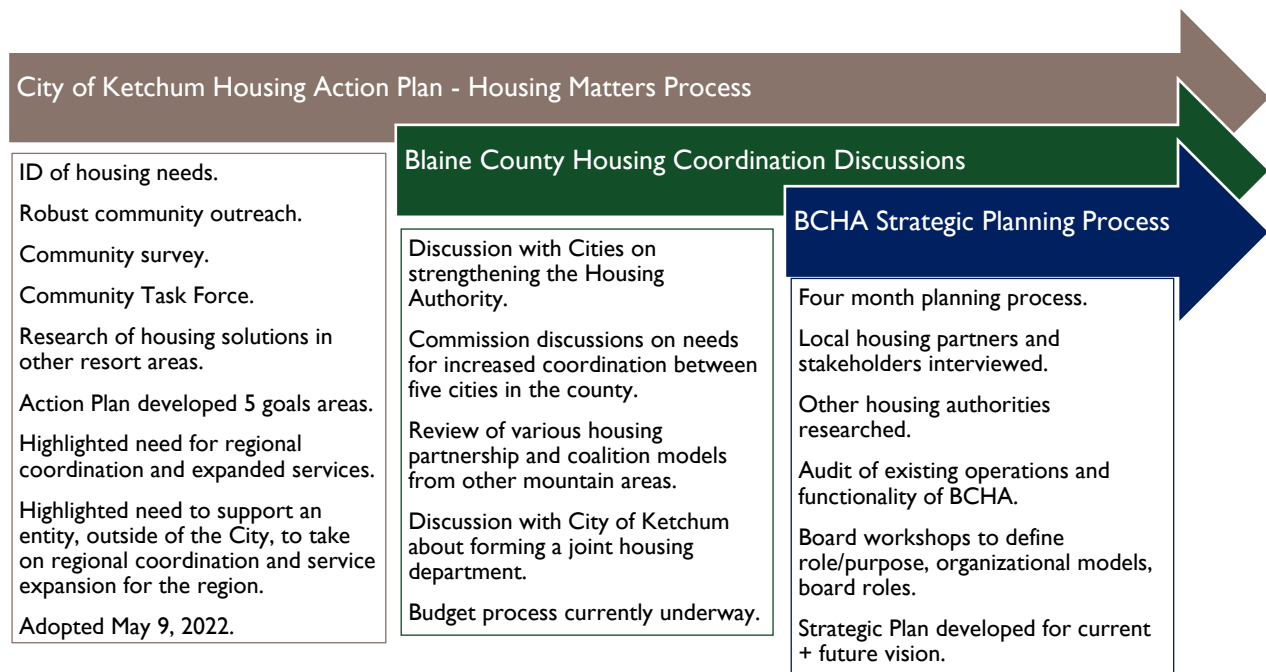 City of Ketchum Housing Action Plan - Housing Matters Process
ID of housing needs.
Robust community outreach.
Community survey.
Community Task Force.
Research of housing solutions in
other resort areas.
Action Plan developed 5 goals areas.
Highlighted need for regional
coordination and expanded services.
Highlighted need to support an
entity, outside of the City, to take
on regional coordination and service
expansion for the region.
Adopted May 9, 2022.
Blaine County Housing Coordination Discussions
Discussion with Cities on
strengthening the Housing
Authority.
Commission discussions on needs
for increased coordination between
five cities in the county.
Review of various housing
partnership and coalition models
from other mountain areas.
Discussion with City of Ketchum
about forming a joint housing
department.
Budget process currently underway.
BCHA Strategic Planning Process
Four month planning process.
Local housing partners and
stakeholders interviewed.
Other housing authorities
researched.
Audit of existing operations and
functionality of BCHA.
Board workshops to define
role/purpose, organizational models,
board roles.
Strategic Plan developed for current
+ future vision.